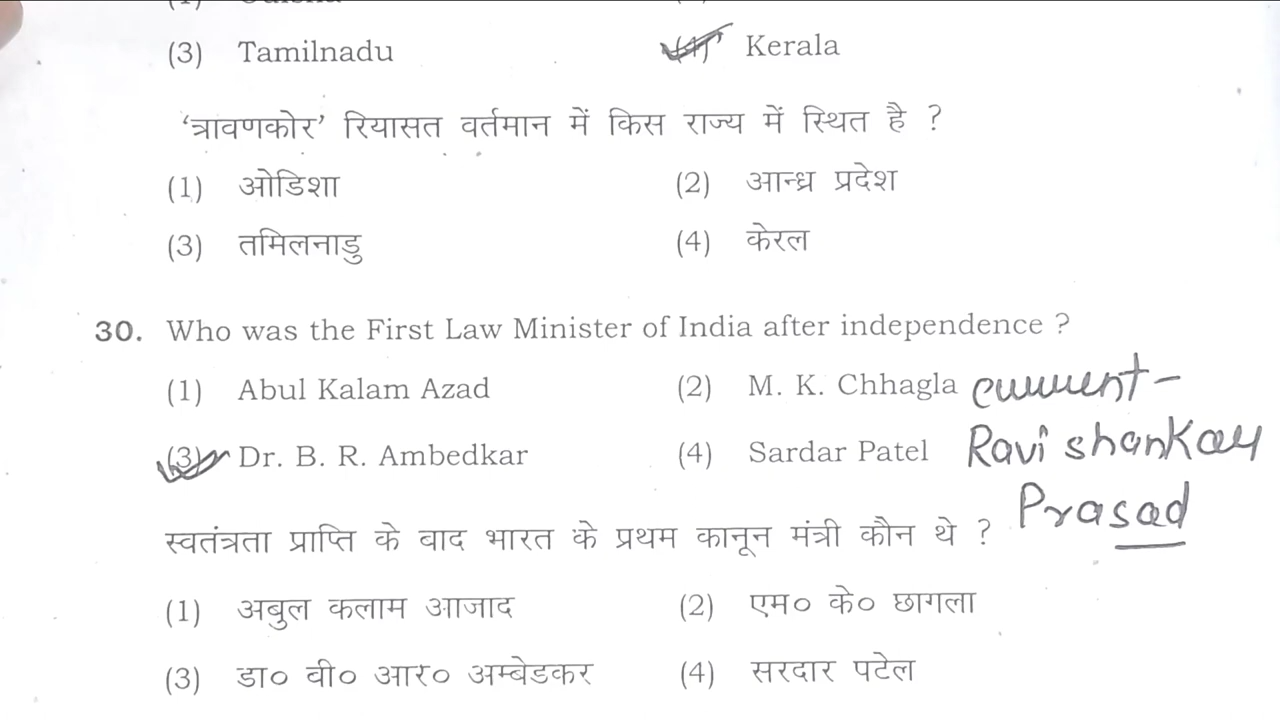 (3) Tamilnadu (4) Kerala
‘त्रावणकोर’ रियासत वर्तमान में किस राज्य में स्थित है ?
(1) ओडिशा (2) आन्ध्र प्रदेश
(3) तमिलनाडु (4) केरल
30. Who was the First Law Minister of India after independence ?
(1) Abul Kalam Azad (2) M. K. Chhagla current -
(3) Dr. B. R. Ambedkar (4) Sardar Patel Ravi shankar
Prasad
स्वतंत्रता प्राप्ति के बाद भारत के प्रथम कानून मंत्री कौन थे ?
(1) अबुल कलाम आजाद (2) एम० के० छागला
(3) डा० वी० आर० अम्बेडकर (4) सरदार पटेल